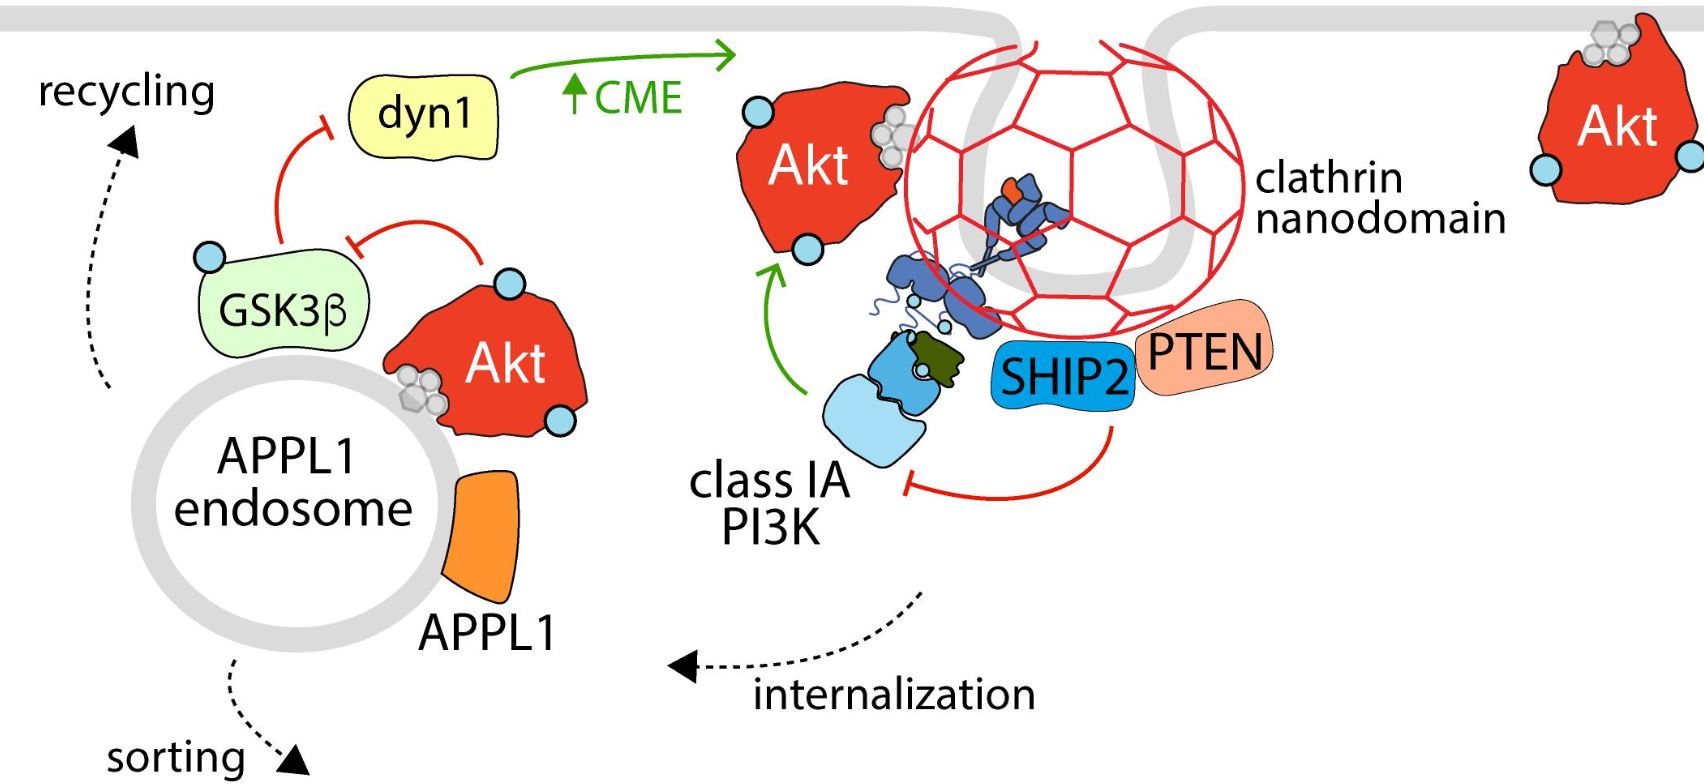 recycling
dyn1
CME
Akt
Akt
clathrin
nanodomain
GSK3β
Akt
SHIP2
PTEN
APPL1
endosome
class IA
PI3K
APPL1
internalization
sorting